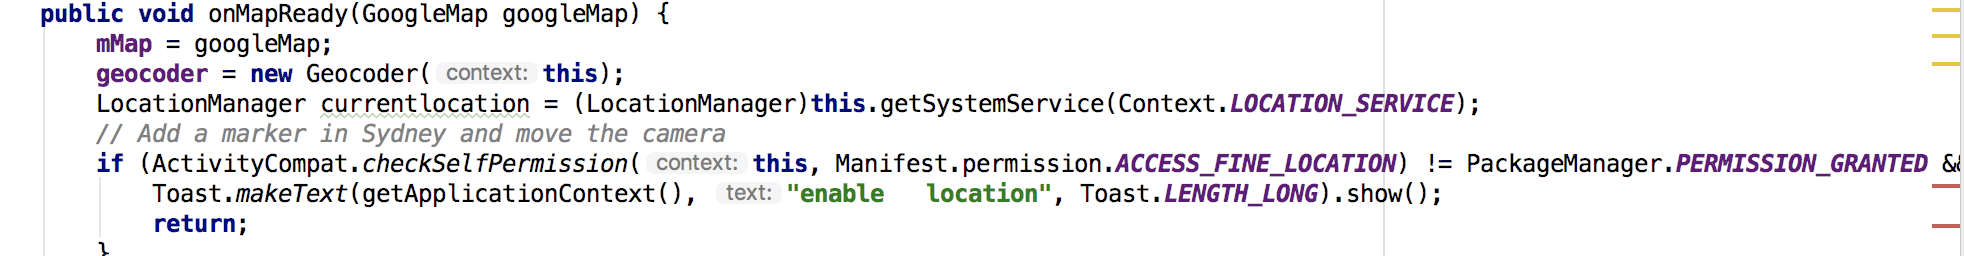 public void onMapReady(GoogleMap googleMap) {
mMap = googleMap;
geocoder = new Geocoder( context: this);
LocationManager currentlocation = (LocationManager)this.getSystemService(Context.LOCATION_SERVICE);
// Add a marker in Sydney and move the camera
if (ActivityCompat.checkSelfPermission( context: this, Manifest.permission.ACCESS_FINE_LOCATION) != PackageManager.PERMISSION_GRANTED &&
Toast.makeText(getApplicationContext(), text: "enable   location", Toast.LENGTH_LONG).show();
return;
}